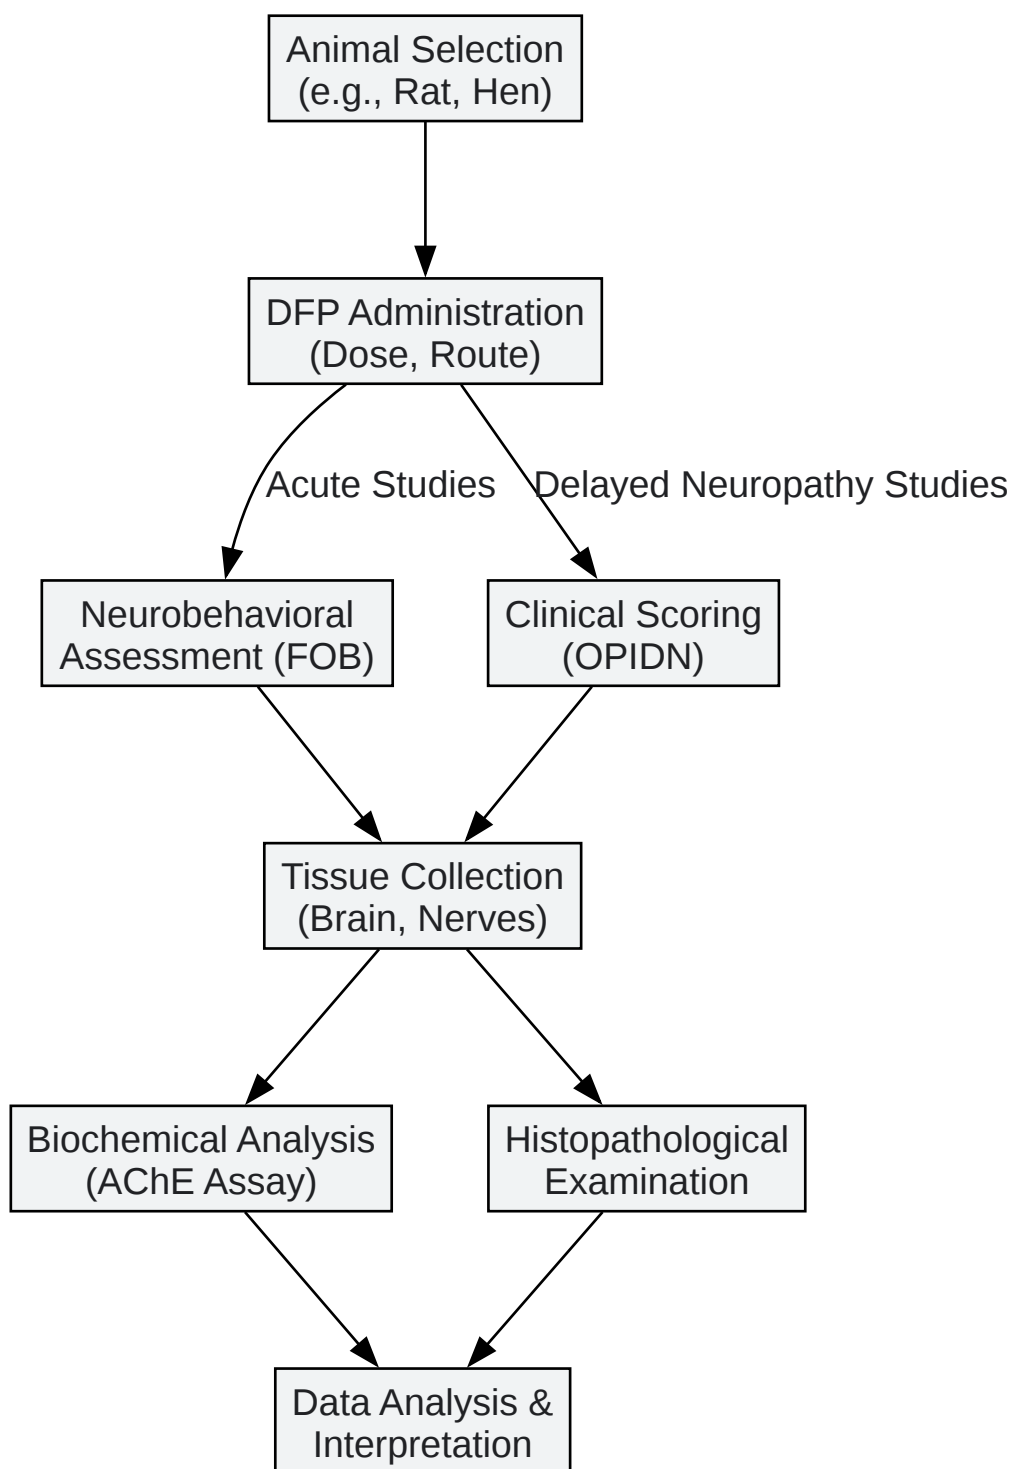 Animal Selection
(e.g., Rat, Hen)
DFP Administration
(Dose, Route)
Acute Studies
Delayed Neuropathy Studies
Neurobehavioral
Assessment (FOB)
Clinical Scoring
(OPIDN)
Tissue Collection
(Brain, Nerves)
Biochemical Analysis
(AChE Assay)
Histopathological
Examination
Data Analysis &
Interpretation